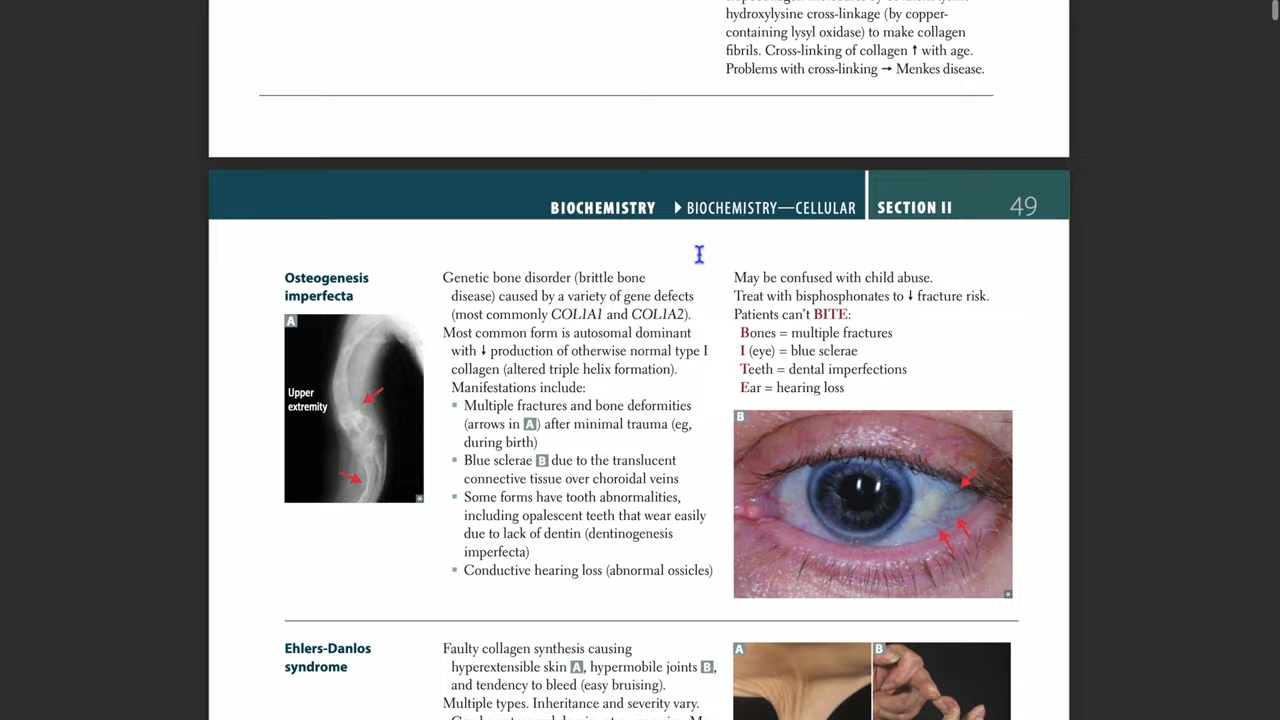 hydroxylysine cross-linkage (by copper-
containing lysyl oxidase) to make collagen
fibrils. Cross-linking of collagen ↑ with age.
Problems with cross-linking → Menkes disease.
BIOCHEMISTRY ▶ BIOCHEMISTRY—CELLULAR SECTION II 49
Osteogenesis
imperfecta
A
Upper
extremity
Genetic bone disorder (brittle bone
disease) caused by a variety of gene defects
(most commonly COL1A1 and COL1A2).
Most common form is autosomal dominant
with ↓ production of otherwise normal type I
collagen (altered triple helix formation).
Manifestations include:
▪ Multiple fractures and bone deformities
(arrows in A) after minimal trauma (eg,
during birth)
▪ Blue sclerae B due to the translucent
connective tissue over choroidal veins
▪ Some forms have tooth abnormalities,
including opalescent teeth that wear easily
due to lack of dentin (dentinogenesis
imperfecta)
▪ Conductive hearing loss (abnormal ossicles)
May be confused with child abuse.
Treat with bisphosphonates to ↓ fracture risk.
Patients can't BITE:
Bones = multiple fractures
I (eye) = blue sclerae
Teeth = dental imperfections
Ear = hearing loss
B
Ehlers-Danlos
syndrome
Faulty collagen synthesis causing
hyperextensible skin A, hypermobile joints B,
and tendency to bleed (easy bruising).
Multiple types. Inheritance and severity vary.
A
B